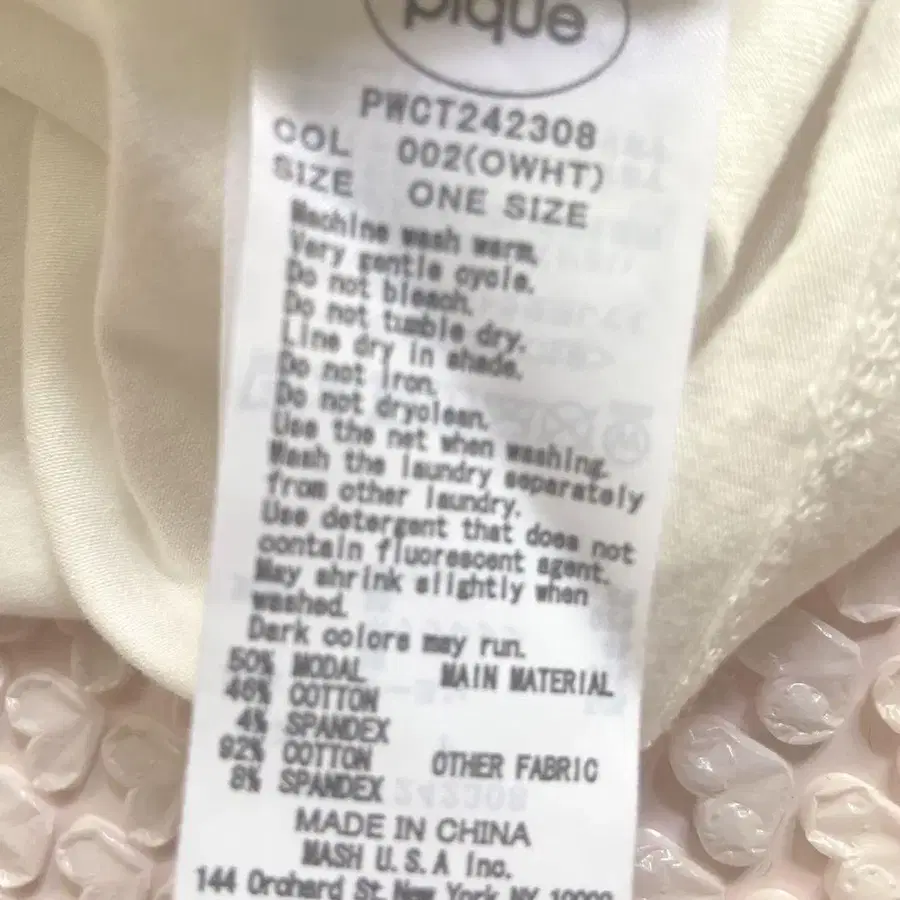 pique
PWCT242308
COL 002(OWHT)
SIZE ONE SIZE
Machine wash warm.
Very gentle cycle.
Do not bleach.
Do not tumble dry.
Line dry in shade.
Do not iron.
Do not dryclean.
Use the net when washing.
Wash the laundry separately
from other laundry.
Use detergent that does not
contain fluorescent agent.
May shrink slightly when
washed.
Dark colors may run.
50% MODAL MAIN MATERIAL
46% COTTON
4% SPANDEX
92% COTTON OTHER FABRIC
8% SPANDEX
MADE IN CHINA
MASH U.S.A Inc.
144 Orchard St. New York NY